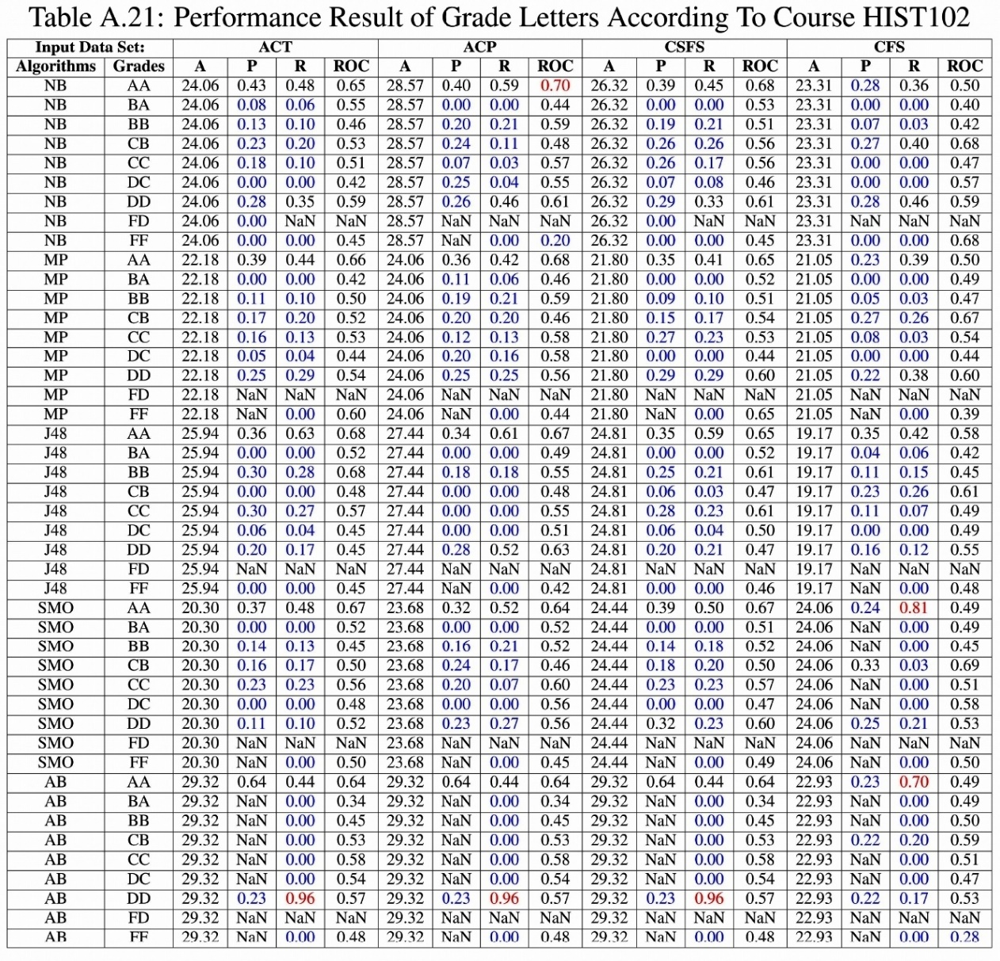 Table A.21: Performance Result of Grade Letters According To Course HIST102
Input Data Set: ACT ACP CSFS CFS
Algorithms Grades A P R ROC A P R ROC A P R ROC A P R ROC
NB AA 24.06 0.43 0.48 0.65 28.57 0.40 0.59 0.70 26.32 0.39 0.45 0.68 23.31 0.28 0.36 0.50
NB BA 24.06 0.08 0.06 0.55 28.57 0.00 0.00 0.44 26.32 0.00 0.00 0.53 23.31 0.00 0.00 0.40
NB BB 24.06 0.13 0.10 0.46 28.57 0.20 0.21 0.59 26.32 0.19 0.21 0.51 23.31 0.07 0.03 0.42
NB CB 24.06 0.23 0.20 0.53 28.57 0.24 0.11 0.48 26.32 0.26 0.26 0.56 23.31 0.27 0.40 0.68
NB CC 24.06 0.18 0.10 0.51 28.57 0.07 0.03 0.57 26.32 0.26 0.17 0.56 23.31 0.00 0.00 0.47
NB DC 24.06 0.00 0.00 0.42 28.57 0.25 0.04 0.55 26.32 0.07 0.08 0.46 23.31 0.00 0.00 0.57
NB DD 24.06 0.28 0.35 0.59 28.57 0.26 0.46 0.61 26.32 0.29 0.33 0.61 23.31 0.28 0.46 0.59
NB FD 24.06 0.00 NaN NaN 28.57 NaN NaN NaN 26.32 0.00 NaN NaN 23.31 NaN NaN NaN
NB FF 24.06 0.00 0.00 0.45 28.57 NaN 0.00 0.20 26.32 0.00 0.00 0.45 23.31 0.00 0.00 0.68
MP AA 22.18 0.39 0.44 0.66 24.06 0.36 0.42 0.68 21.80 0.35 0.41 0.65 21.05 0.23 0.39 0.50
MP BA 22.18 0.00 0.00 0.42 24.06 0.11 0.06 0.46 21.80 0.00 0.00 0.52 21.05 0.00 0.00 0.49
MP BB 22.18 0.11 0.10 0.50 24.06 0.19 0.21 0.59 21.80 0.09 0.10 0.51 21.05 0.05 0.03 0.47
MP CB 22.18 0.17 0.20 0.52 24.06 0.20 0.20 0.46 21.80 0.15 0.17 0.54 21.05 0.27 0.26 0.67
MP CC 22.18 0.16 0.13 0.53 24.06 0.12 0.13 0.58 21.80 0.27 0.23 0.53 21.05 0.08 0.03 0.54
MP DC 22.18 0.05 0.04 0.44 24.06 0.20 0.16 0.58 21.80 0.00 0.00 0.44 21.05 0.00 0.00 0.44
MP DD 22.18 0.25 0.29 0.54 24.06 0.25 0.25 0.56 21.80 0.29 0.29 0.60 21.05 0.22 0.38 0.60
MP FD 22.18 NaN NaN NaN 24.06 NaN NaN NaN 21.80 NaN NaN NaN 21.05 NaN NaN NaN
MP FF 22.18 NaN 0.00 0.60 24.06 NaN 0.00 0.44 21.80 NaN 0.00 0.65 21.05 NaN 0.00 0.39
J48 AA 25.94 0.36 0.63 0.68 27.44 0.34 0.61 0.67 24.81 0.35 0.59 0.65 19.17 0.35 0.42 0.58
J48 BA 25.94 0.00 0.00 0.52 27.44 0.00 0.00 0.49 24.81 0.00 0.00 0.52 19.17 0.04 0.06 0.42
J48 BB 25.94 0.30 0.28 0.68 27.44 0.18 0.18 0.55 24.81 0.25 0.21 0.61 19.17 0.11 0.15 0.45
J48 CB 25.94 0.00 0.00 0.48 27.44 0.00 0.00 0.48 24.81 0.06 0.03 0.47 19.17 0.23 0.26 0.61
J48 CC 25.94 0.30 0.27 0.57 27.44 0.00 0.00 0.55 24.81 0.28 0.23 0.61 19.17 0.11 0.07 0.49
J48 DC 25.94 0.06 0.04 0.45 27.44 0.00 0.00 0.51 24.81 0.06 0.04 0.50 19.17 0.00 0.00 0.49
J48 DD 25.94 0.20 0.17 0.45 27.44 0.28 0.52 0.63 24.81 0.20 0.21 0.47 19.17 0.16 0.12 0.55
J48 FD 25.94 NaN NaN NaN 27.44 NaN NaN NaN 24.81 NaN NaN NaN 19.17 NaN NaN NaN
J48 FF 25.94 0.00 0.00 0.45 27.44 NaN 0.00 0.42 24.81 0.00 0.00 0.46 19.17 NaN 0.00 0.48
SMO AA 20.30 0.37 0.48 0.67 23.68 0.32 0.52 0.64 24.44 0.39 0.50 0.67 24.06 0.24 0.81 0.49
SMO BA 20.30 0.00 0.00 0.52 23.68 0.00 0.00 0.52 24.44 0.00 0.00 0.51 24.06 NaN 0.00 0.49
SMO BB 20.30 0.14 0.13 0.45 23.68 0.16 0.21 0.52 24.44 0.14 0.18 0.52 24.06 NaN 0.00 0.45
SMO CB 20.30 0.16 0.17 0.50 23.68 0.24 0.17 0.46 24.44 0.18 0.20 0.50 24.06 0.33 0.03 0.69
SMO CC 20.30 0.23 0.23 0.56 23.68 0.20 0.07 0.60 24.44 0.23 0.23 0.57 24.06 NaN 0.00 0.51
SMO DC 20.30 0.00 0.00 0.48 23.68 0.00 0.00 0.56 24.44 0.00 0.00 0.47 24.06 NaN 0.00 0.58
SMO DD 20.30 0.11 0.10 0.52 23.68 0.23 0.27 0.56 24.44 0.32 0.23 0.60 24.06 0.25 0.21 0.53
SMO FD 20.30 NaN NaN NaN 23.68 NaN NaN NaN 24.44 NaN NaN NaN 24.06 NaN NaN NaN
SMO FF 20.30 NaN 0.00 0.50 23.68 NaN 0.00 0.45 24.44 NaN 0.00 0.49 24.06 NaN 0.00 0.50
AB AA 29.32 0.64 0.44 0.64 29.32 0.64 0.44 0.64 29.32 0.64 0.44 0.64 22.93 0.23 0.70 0.49
AB BA 29.32 NaN 0.00 0.34 29.32 NaN 0.00 0.34 29.32 NaN 0.00 0.34 22.93 NaN 0.00 0.49
AB BB 29.32 NaN 0.00 0.45 29.32 NaN 0.00 0.45 29.32 NaN 0.00 0.45 22.93 NaN 0.00 0.50
AB CB 29.32 NaN 0.00 0.53 29.32 NaN 0.00 0.53 29.32 NaN 0.00 0.53 22.93 0.22 0.20 0.59
AB CC 29.32 NaN 0.00 0.58 29.32 NaN 0.00 0.58 29.32 NaN 0.00 0.58 22.93 NaN 0.00 0.51
AB DC 29.32 NaN 0.00 0.54 29.32 NaN 0.00 0.54 29.32 NaN 0.00 0.54 22.93 NaN 0.00 0.47
AB DD 29.32 0.23 0.96 0.57 29.32 0.23 0.96 0.57 29.32 0.23 0.96 0.57 22.93 0.22 0.17 0.53
AB FD 29.32 NaN NaN NaN 29.32 NaN NaN NaN 29.32 NaN NaN NaN 22.93 NaN NaN NaN
AB FF 29.32 NaN 0.00 0.48 29.32 NaN 0.00 0.48 29.32 NaN 0.00 0.48 22.93 NaN 0.00 0.28